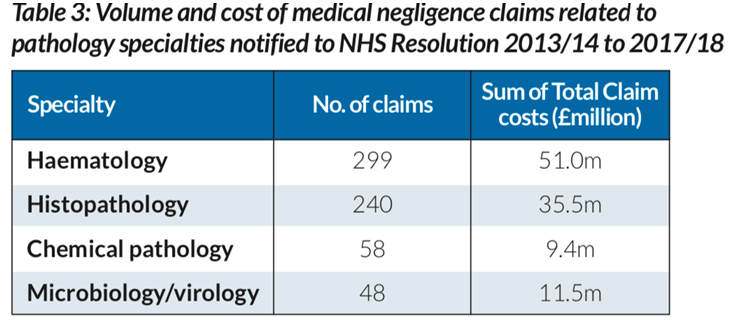 Table 3: Volume and cost of medical negligence claims related to
pathology specialties notified to NHS Resolution 2013/14 to 2017/18
Specialty No. of claims Sum of Total Claim costs (£million)
Haematology 299 51.0m
Histopathology 240 35.5m
Chemical pathology 58 9.4m
Microbiology/virology 48 11.5m